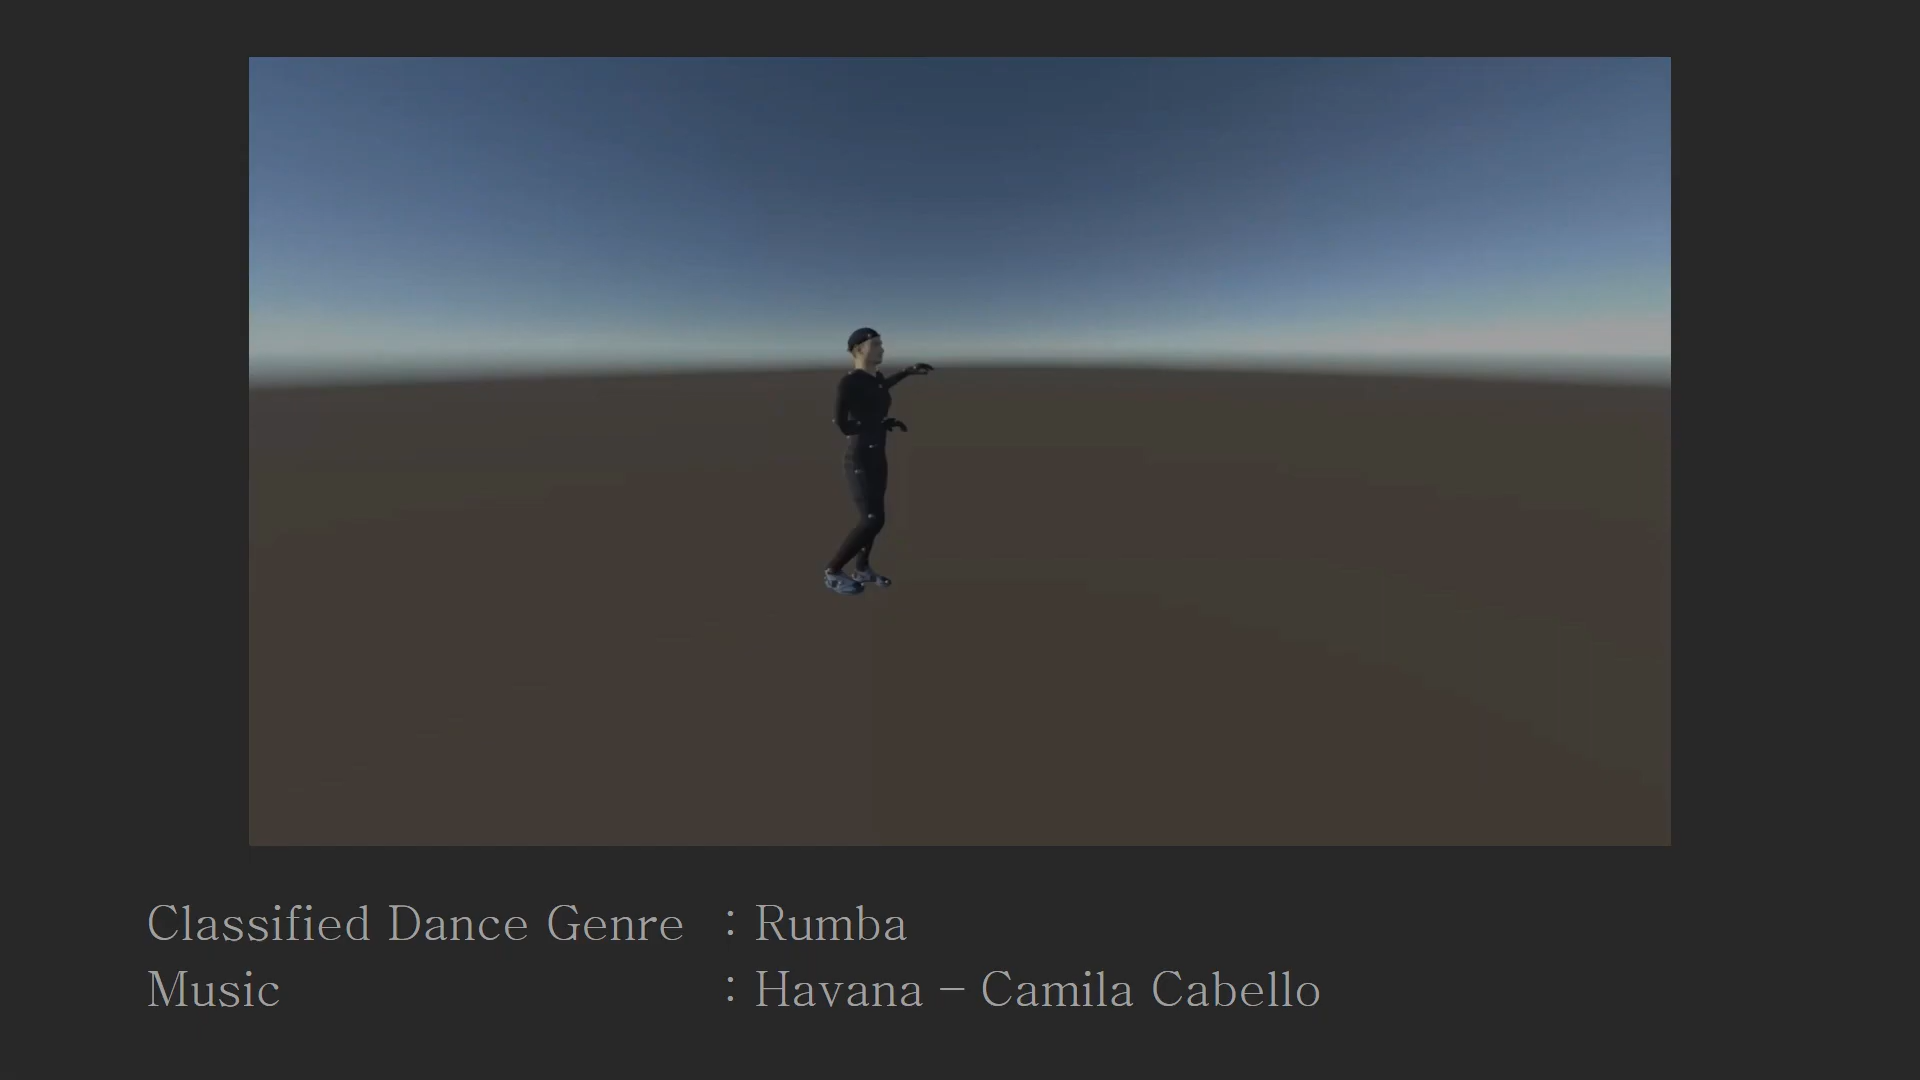 Classified Dance Genre : Rumba
Music : Havana – Camila Cabello